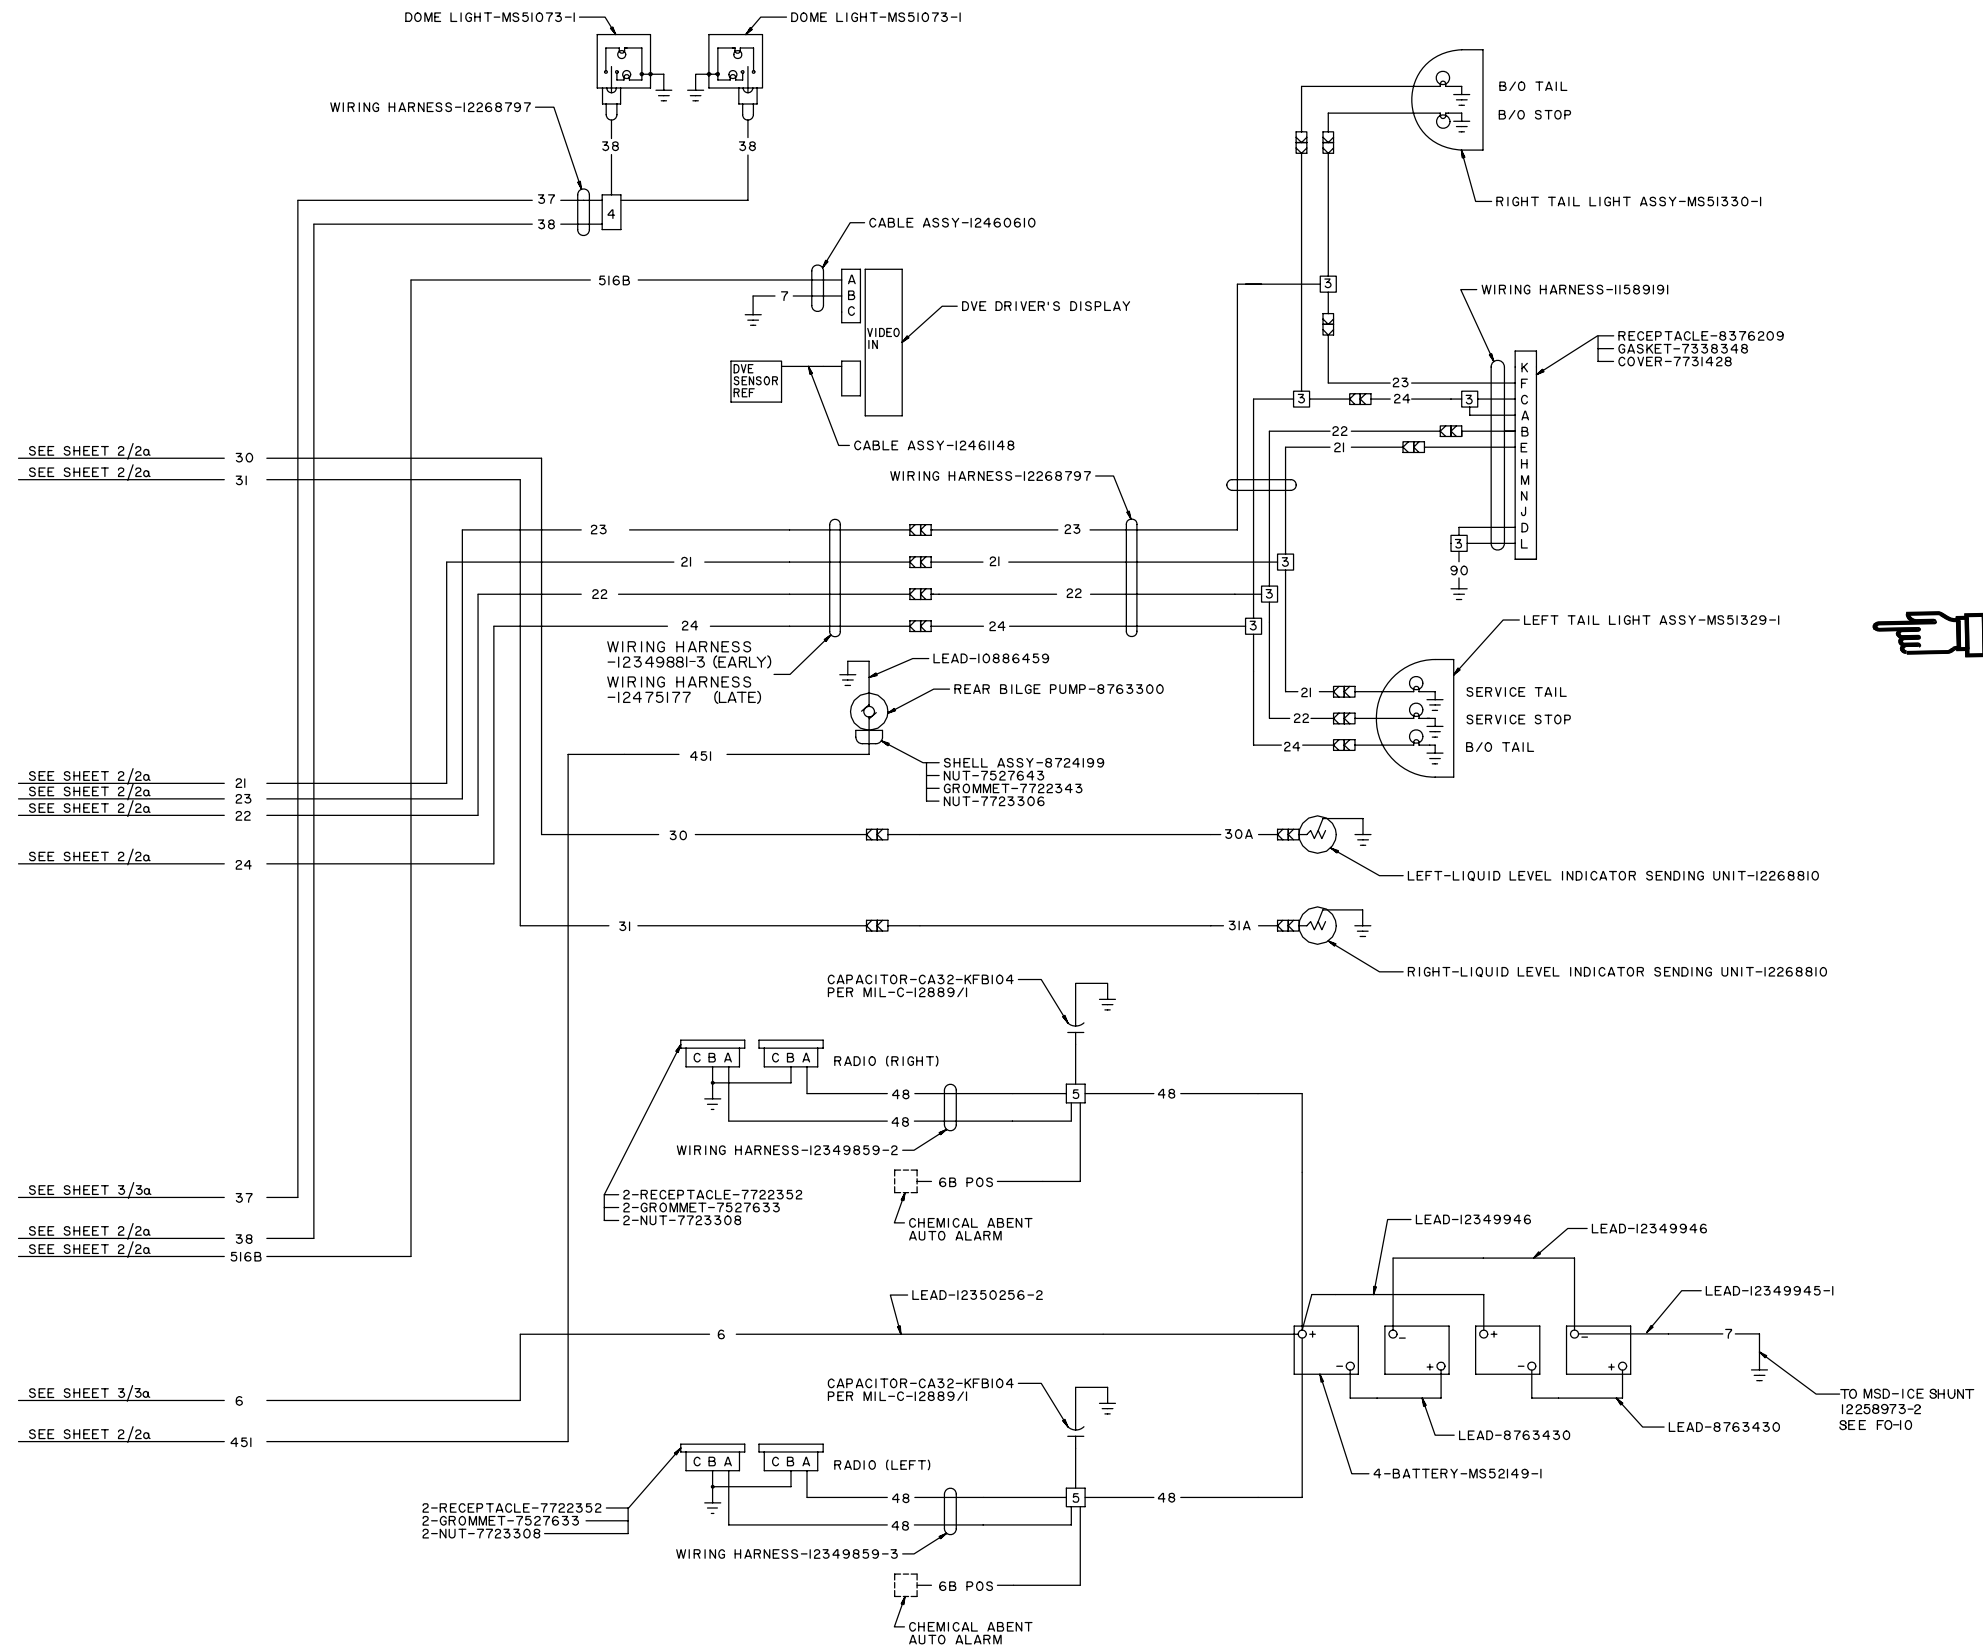 DOME LIGHT-MS51073-1
DOME LIGHT-MS51073-1
WIRING HARNESS-12268797
38
38
37
38
4
B/O TAIL
B/O STOP
RIGHT TAIL LIGHT ASSY-MS51330-1
CABLE ASSY-12460610
516B
7
A
B
C
VIDEO
IN
DVE DRIVER'S DISPLAY
DVE
SENSOR
REF
CABLE ASSY-12461148
3
WIRING HARNESS-11589191
RECEPTACLE-8376209
GASKET-7338348
COVER-7731428
K
F
C
A
B
E
H
M
N
J
D
L
23
3
24
3
22
21
3
90
SEE SHEET 2/2a
30
SEE SHEET 2/2a
31
WIRING HARNESS-12268797
23
23
21
21
3
22
22
3
24
24
3
WIRING HARNESS
-12349881-3 (EARLY)
WIRING HARNESS
-12475177 (LATE)
LEAD-10886459
REAR BILGE PUMP-8763300
451
SHELL ASSY-8724199
NUT-7527643
GROMMET-7722343
NUT-7723306
LEFT TAIL LIGHT ASSY-MS51329-1
21
SERVICE TAIL
22
SERVICE STOP
24
B/O TAIL
SEE SHEET 2/2a
21
SEE SHEET 2/2a
23
SEE SHEET 2/2a
22
SEE SHEET 2/2a
24
30
30A
LEFT-LIQUID LEVEL INDICATOR SENDING UNIT-12268810
31
31A
RIGHT-LIQUID LEVEL INDICATOR SENDING UNIT-12268810
CAPACITOR-CA32-KFB104
PER MIL-C-12889/1
C B A
C B A
RADIO (RIGHT)
48
5
48
48
WIRING HARNESS-12349859-2
6B POS
2-RECEPTACLE-7722352
2-GROMMET-7527633
2-NUT-7723308
CHEMICAL ABENT
AUTO ALARM
SEE SHEET 3/3a
37
SEE SHEET 2/2a
38
SEE SHEET 2/2a
516B
LEAD-12349946
LEAD-12349946
LEAD-12350256-2
LEAD-12349945-1
6
+
-
-
+
+
-
-
+
7
SEE SHEET 3/3a
6
SEE SHEET 2/2a
451
TO MSD-ICE SHUNT
12258973-2
SEE FO-10
LEAD-8763430
LEAD-8763430
4-BATTERY-MS52149-1
CAPACITOR-CA32-KFB104
PER MIL-C-12889/1
C B A
C B A
RADIO (LEFT)
48
5
48
48
2-RECEPTACLE-7722352
2-GROMMET-7527633
2-NUT-7723308
WIRING HARNESS-12349859-3
6B POS
CHEMICAL ABENT
AUTO ALARM